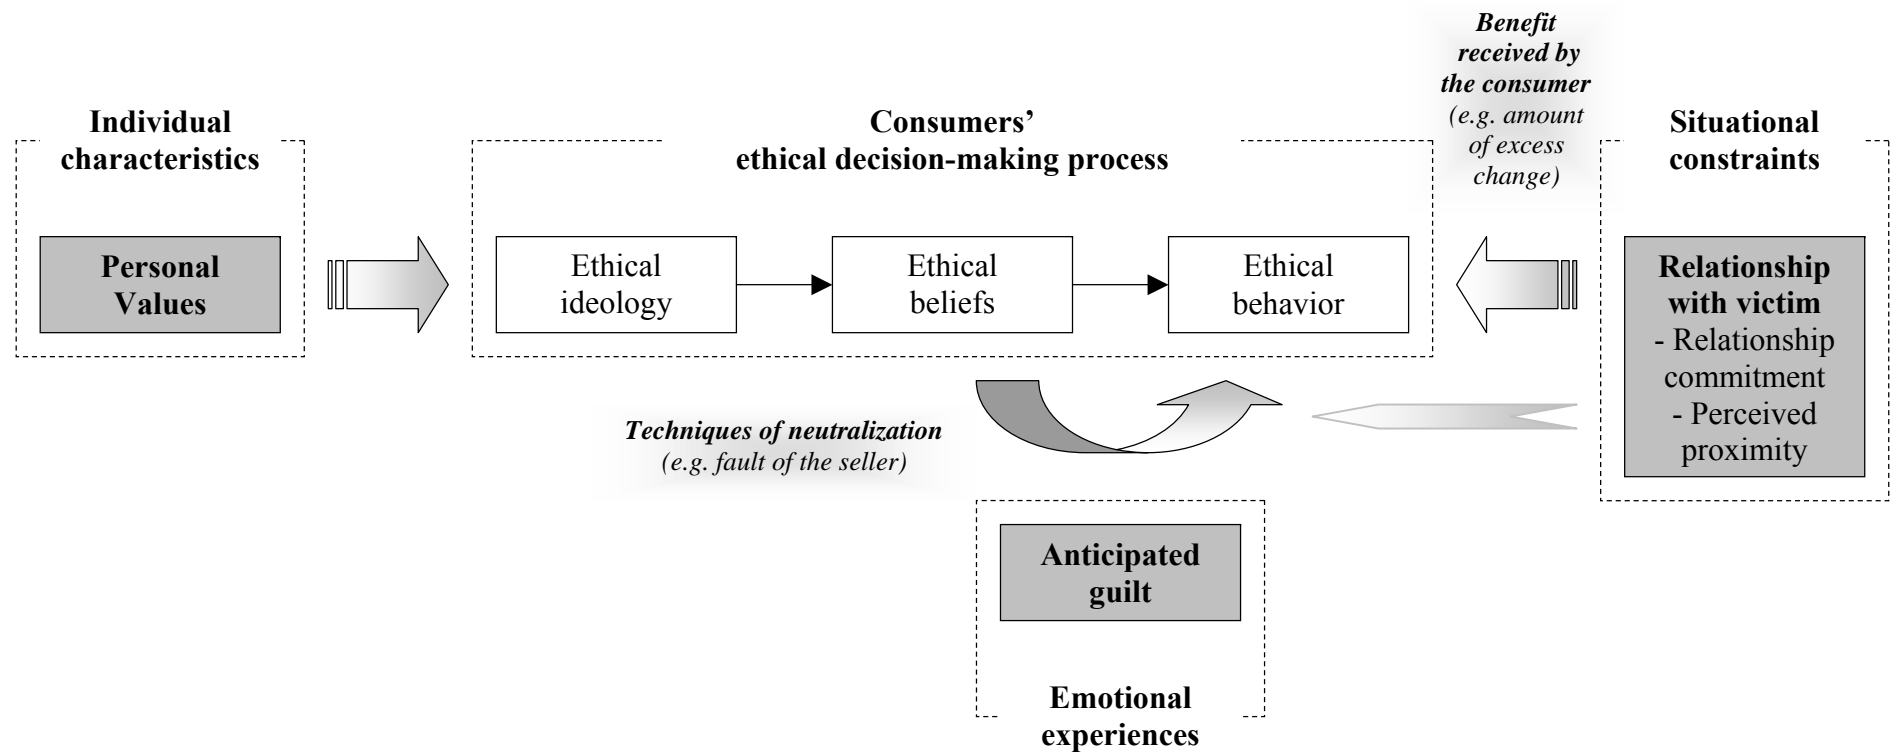 Benefit
received by
the consumer
(e.g. amount
of excess
change)
Individual
characteristics
Consumers’
ethical decision-making process
Situational
constraints
Personal
Values
Ethical
ideology
Ethical
beliefs
Ethical
behavior
Relationship
with victim
- Relationship
commitment
- Perceived
proximity
Techniques of neutralization
(e.g. fault of the seller)
Anticipated
guilt
Emotional
experiences